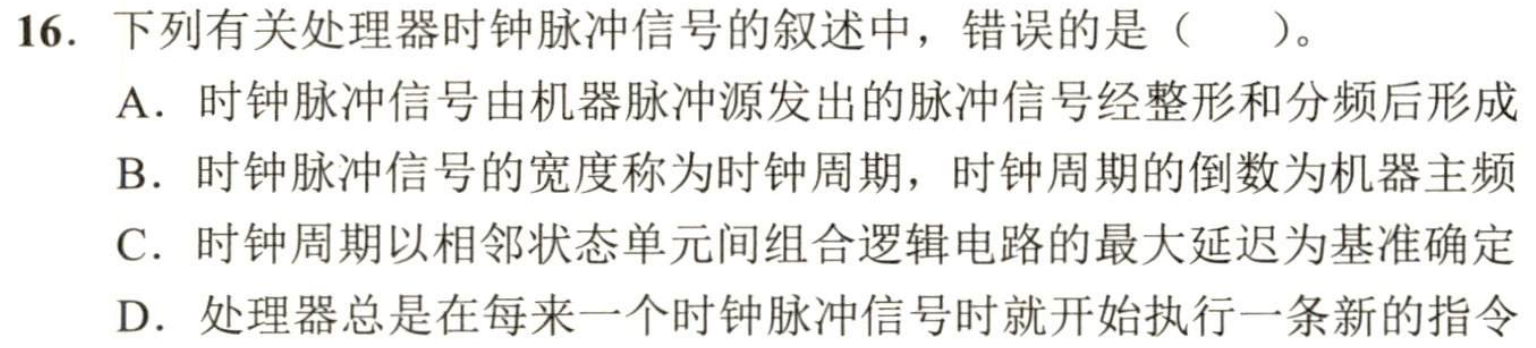 16. 下列有关处理器时钟脉冲信号的叙述中，错误的是（　　）。
A. 时钟脉冲信号由机器脉冲源发出的脉冲信号经整形和分频后形成
B. 时钟脉冲信号的宽度称为时钟周期，时钟周期的倒数为机器主频
C. 时钟周期以相邻状态单元间组合逻辑电路的最大延迟为基准确定
D. 处理器总是在每来一个时钟脉冲信号时就开始执行一条新的指令